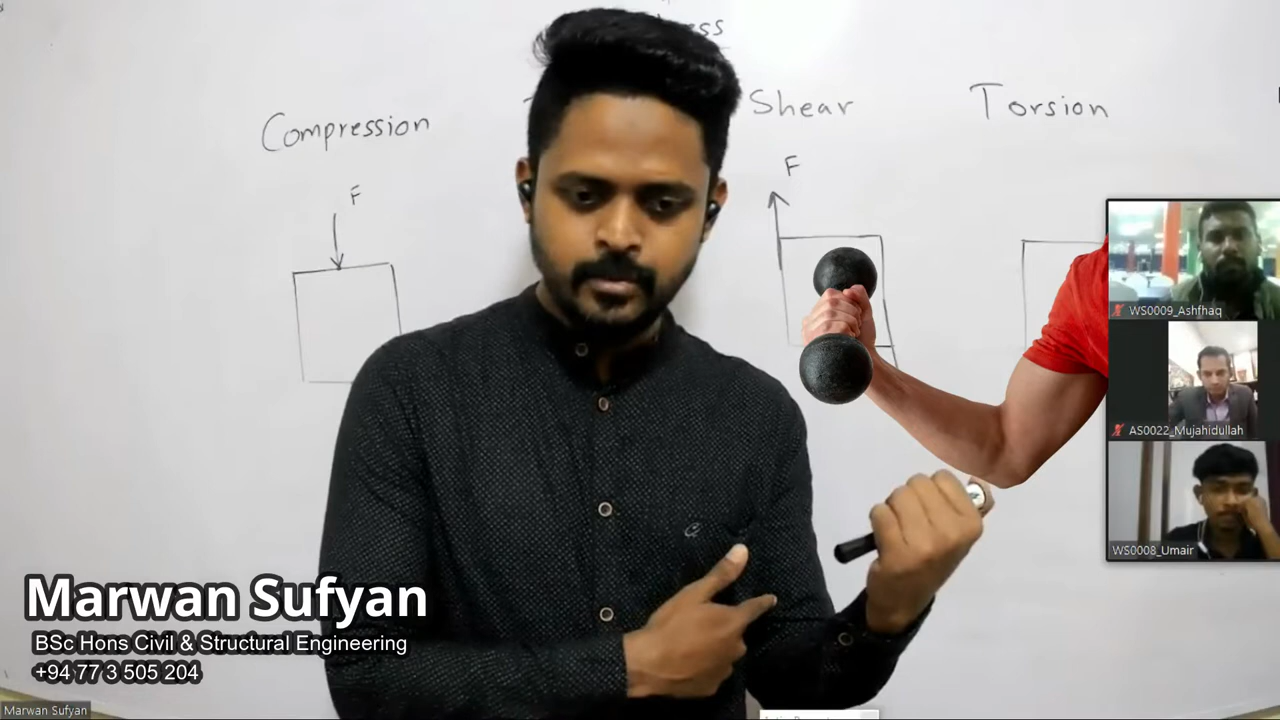 Compression
Shear
Torsion
F
F
WS0009_Ashfhaq
AS0022_Mujahidullah
WS0008_Umair
Marwan Sufyan
BSc Hons Civil & Structural Engineering
+94 77 3 505 204
Marwan Sufyan